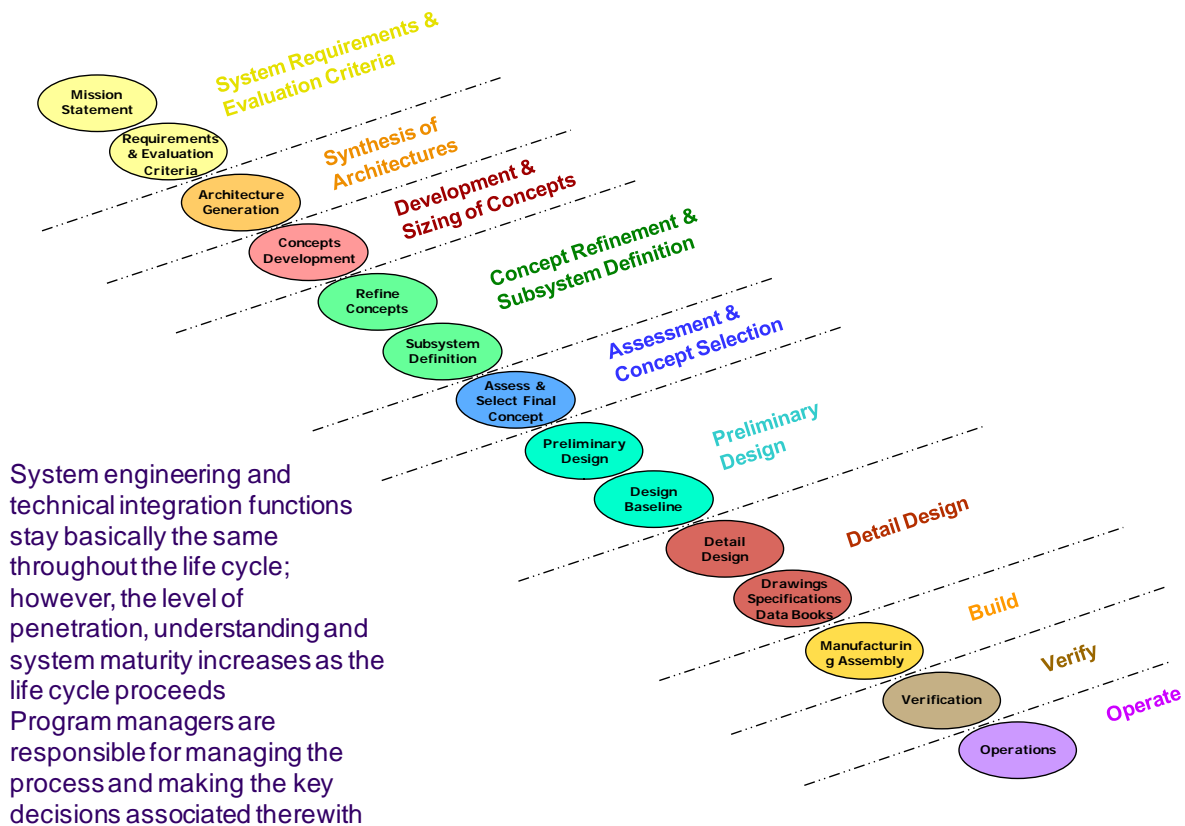 System Requirements &
Evaluation Criteria
Mission
Statement
Requirements
& Evaluation
Criteria
Synthesis of
Architectures
Architecture
Generation
Development &
Sizing of Concepts
Concepts
Development
Concept Refinement &
Subsystem Definition
Refine
Concepts
Subsystem
Definition
Assessment &
Concept Selection
Assess &
Select Final
Concept
Preliminary
Design
Preliminary
Design
Design
Baseline
Detail Design
Detail
Design
Drawings
Specifications
Data Books
Build
Manufacturin
g Assembly
Verify
Verification
Operate
Operations
System engineering and
technical integration functions
stay basically the same
throughout the life cycle;
however, the level of
penetration, understanding and
system maturity increases as the
life cycle proceeds
Program managers are
responsible for managing the
process and making the key
decisions associated therewith